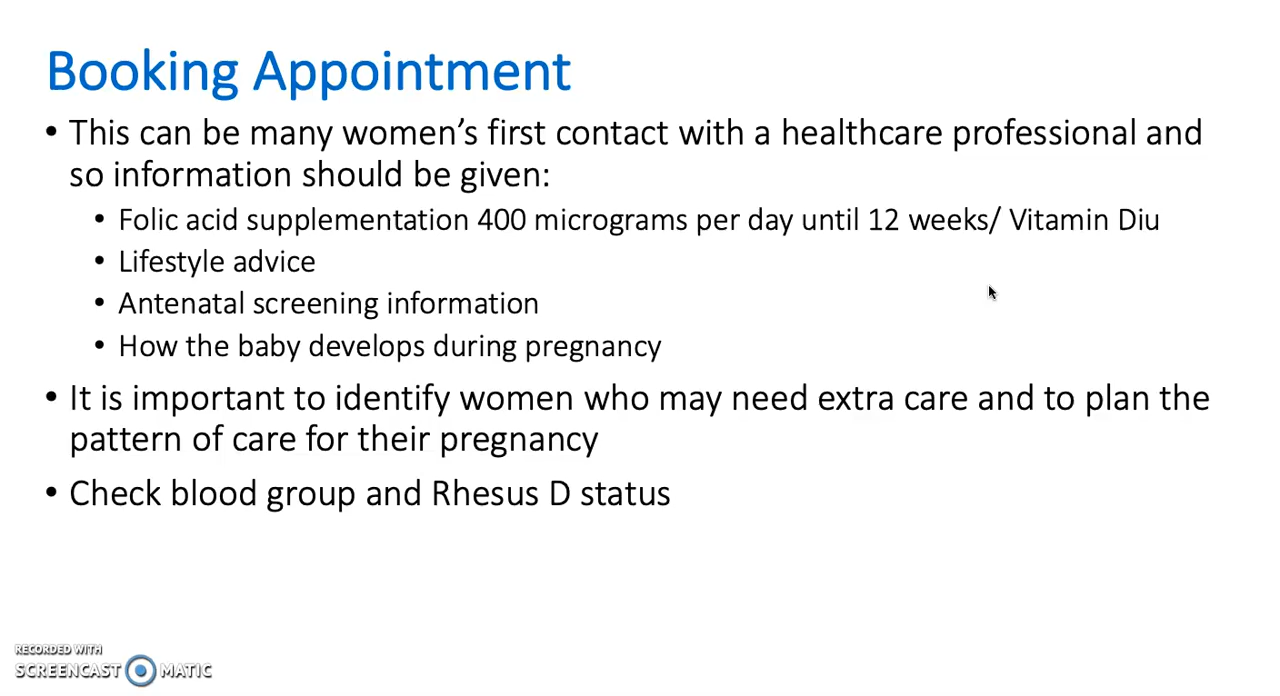 Booking Appointment
• This can be many women’s first contact with a healthcare professional and
so information should be given:
• Folic acid supplementation 400 micrograms per day until 12 weeks/ Vitamin Diu
• Lifestyle advice
• Antenatal screening information
• How the baby develops during pregnancy
• It is important to identify women who may need extra care and to plan the
pattern of care for their pregnancy
• Check blood group and Rhesus D status
RECORDED WITH
SCREENCAST MATIC